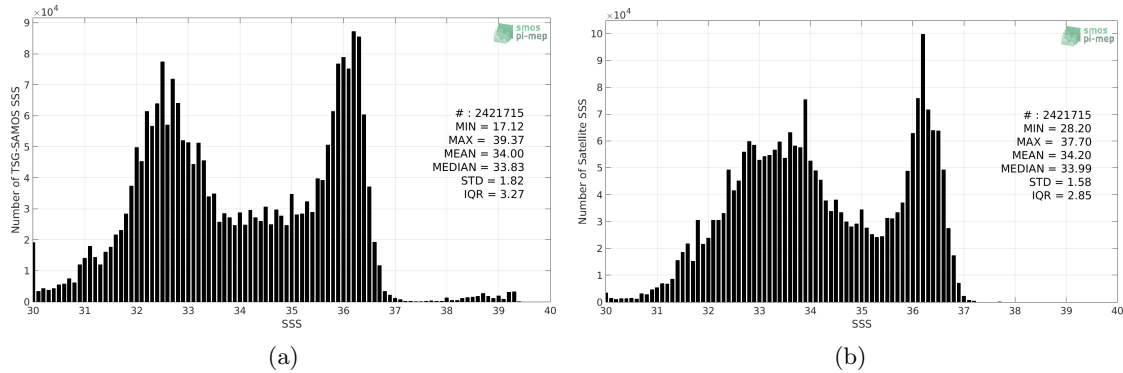 ×10⁴
9
8
7
6
5
4
3
2
1
0
Number of TSG-SAMOS SSS
smos
pi-mep
# : 2421715
MIN = 17.12
MAX = 39.37
MEAN = 34.00
MEDIAN = 33.83
STD = 1.82
IQR = 3.27
30 31 32 33 34 35 36 37 38 39 40
SSS
(a)
×10⁴
10
9
8
7
6
5
4
3
2
1
0
Number of Satellite SSS
smos
pi-mep
# : 2421715
MIN = 28.20
MAX = 37.70
MEAN = 34.20
MEDIAN = 33.99
STD = 1.58
IQR = 2.85
30 31 32 33 34 35 36 37 38 39 40
SSS
(b)